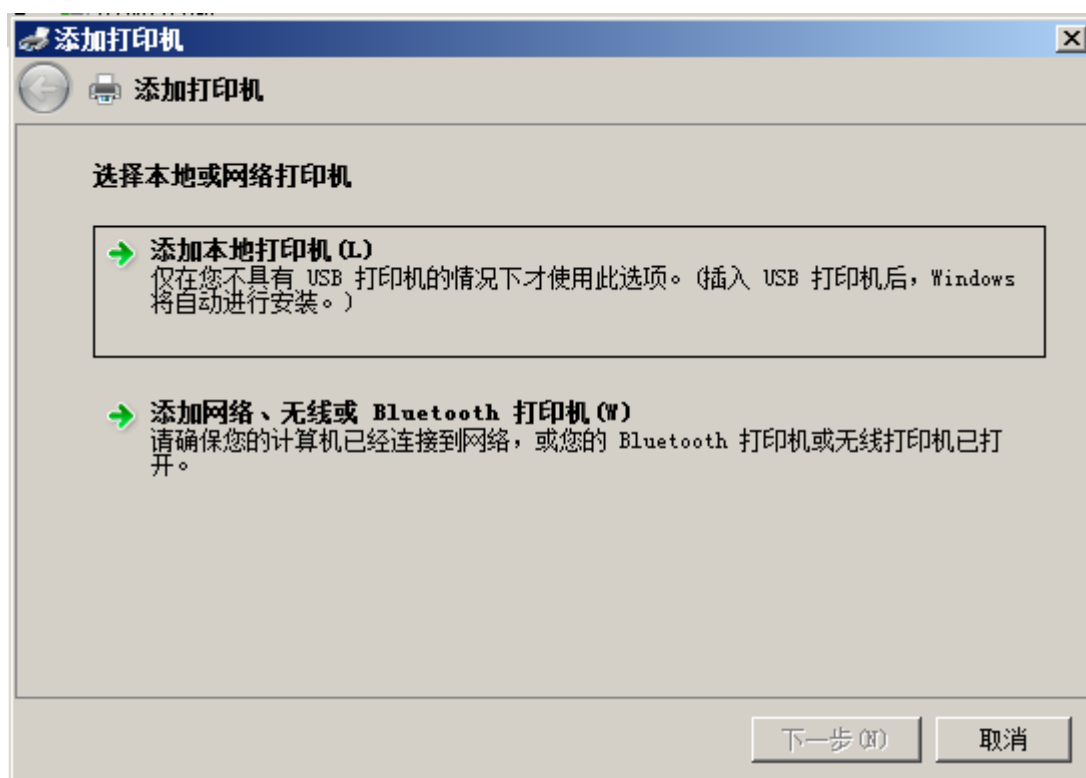 添加打印机
添加打印机
选择本地或网络打印机
添加本地打印机(L)
仅在您不具有 USB 打印机的情况下才使用此选项。(插入 USB 打印机后，Windows
将自动进行安装。)
添加网络、无线或 Bluetooth 打印机(W)
请确保您的计算机已经连接到网络，或您的 Bluetooth 打印机或无线打印机已打
开。
下一步(N)
取消